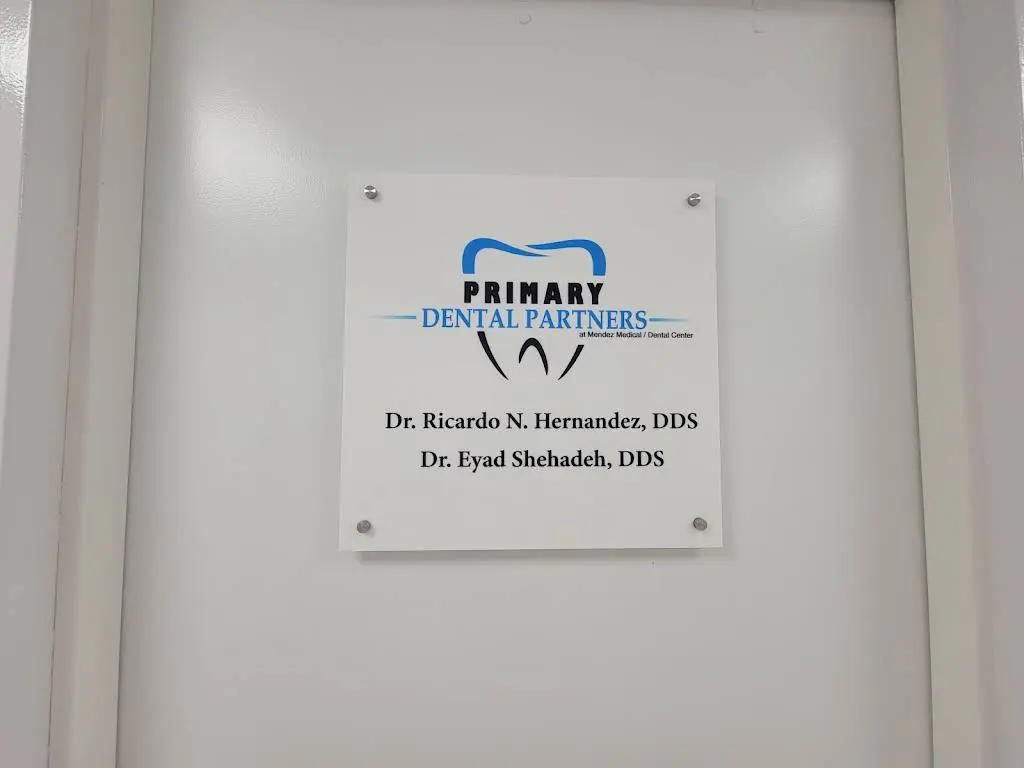 PRIMARY
DENTAL PARTNERS
at Mendez Medical / Dental Center
Dr. Ricardo N. Hernandez, DDS
Dr. Eyad Shehadeh, DDS